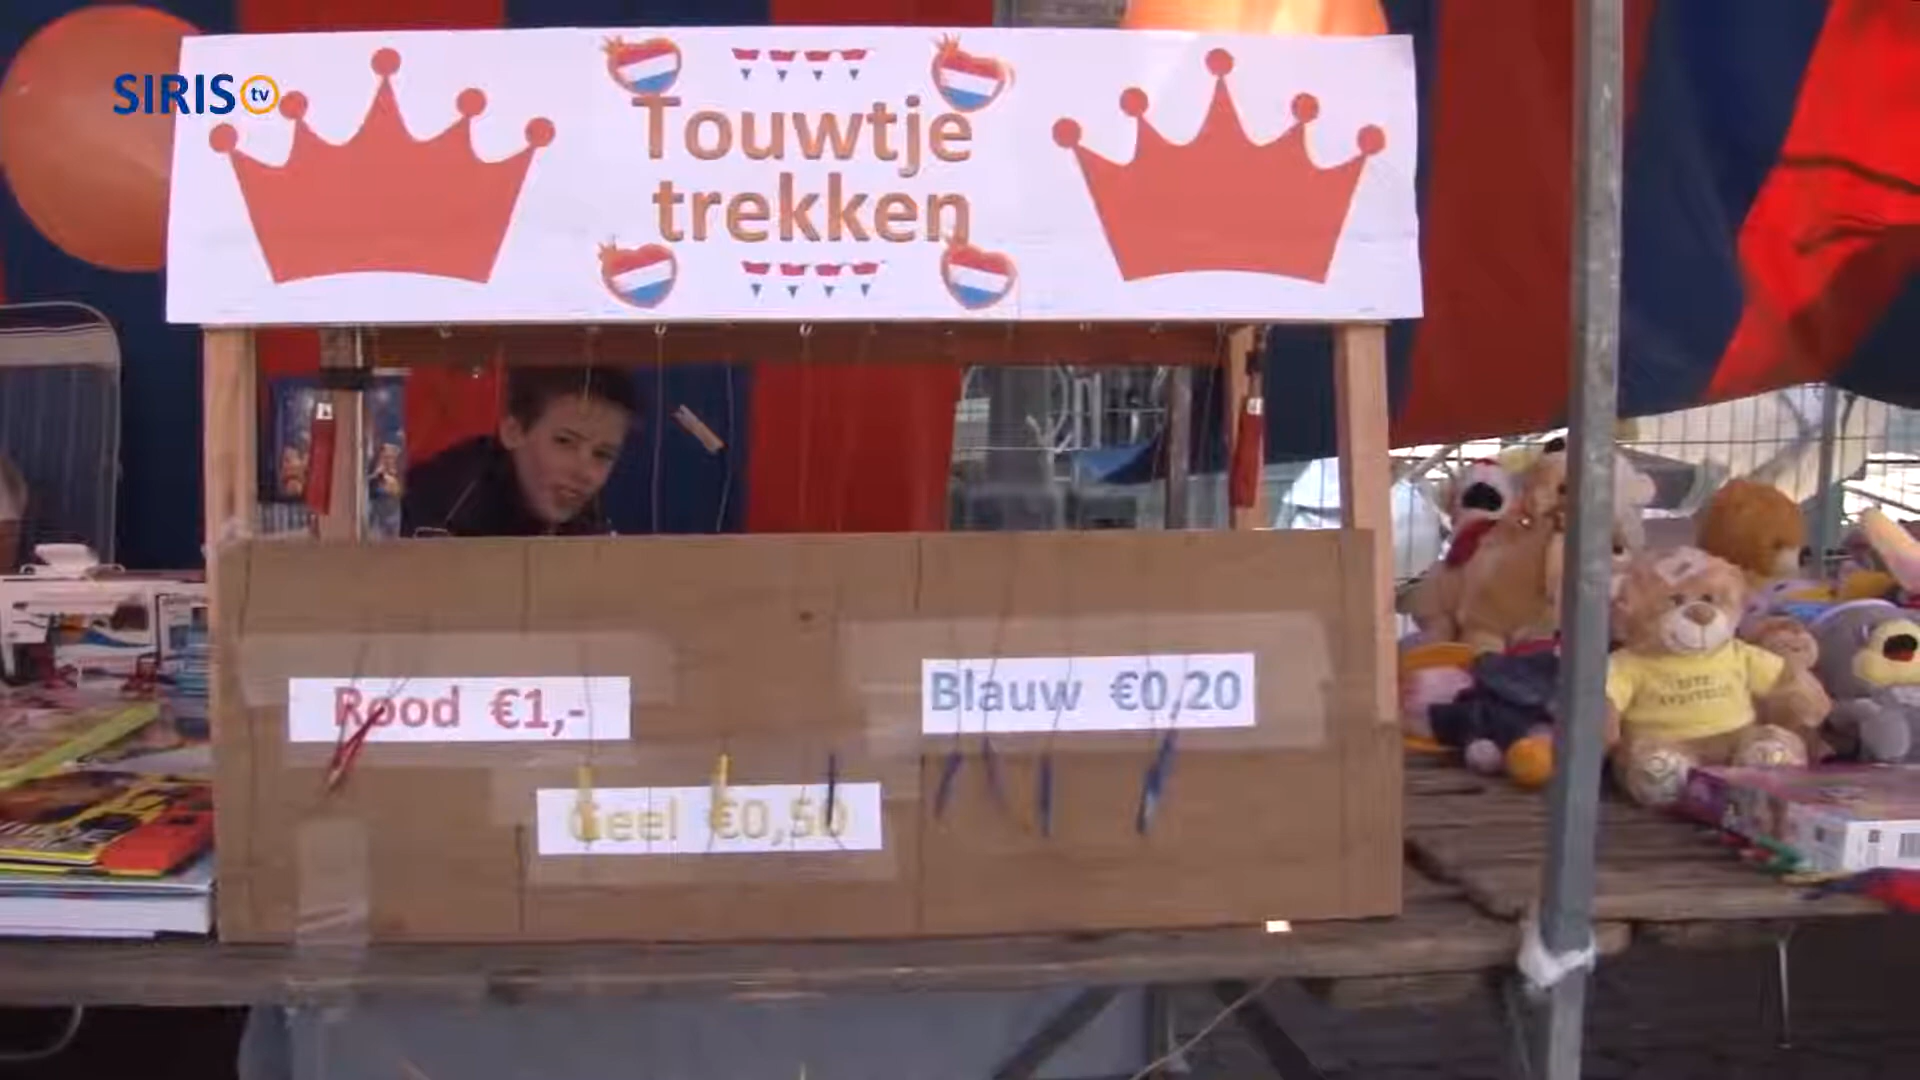 SIRIS tv
Touwtje
trekken
Rood €1,-
Blauw €0,20
Geel €0,50